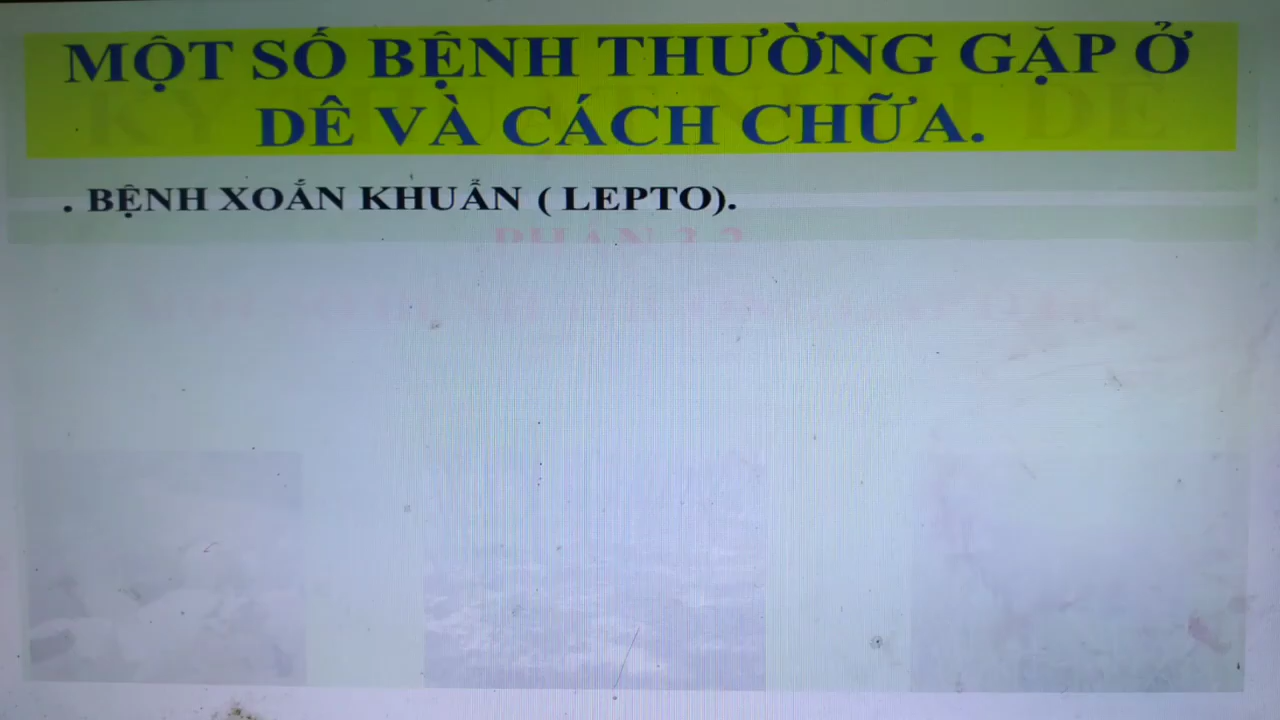 MỘT SỐ BỆNH THƯỜNG GẶP Ở
DÊ VÀ CÁCH CHỮA.
. BỆNH XOẮN KHUẨN ( LEPTO).